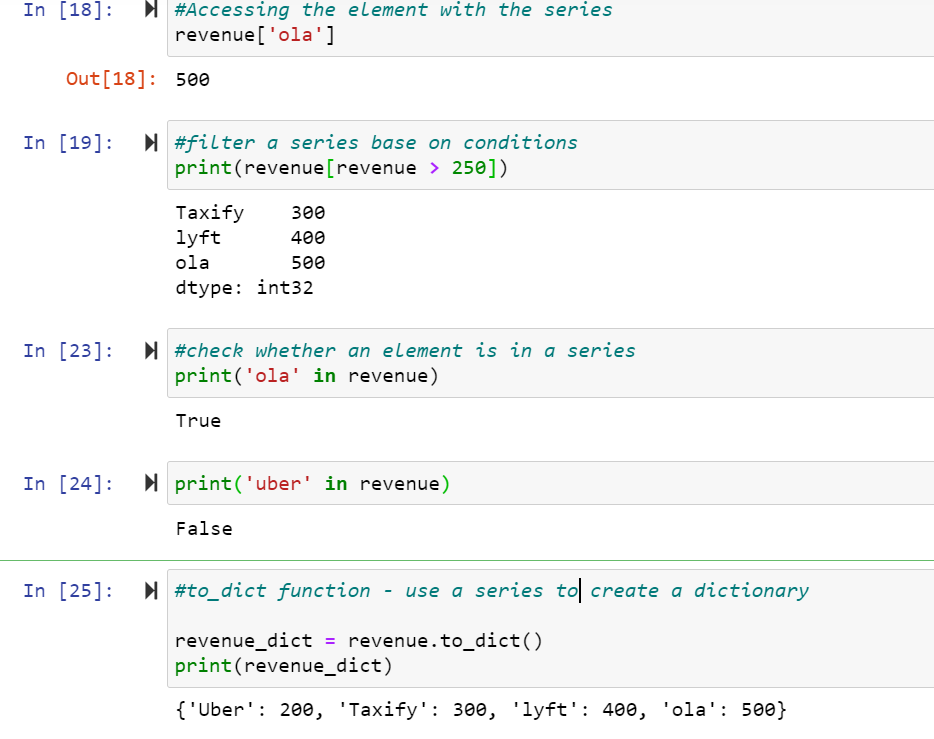 In [18]: #Accessing the element with the series
revenue['ola']
Out[18]: 500
In [19]: #filter a series base on conditions
print(revenue[revenue > 250])
Taxify    300
lyft      400
ola       500
dtype: int32
In [23]: #check whether an element is in a series
print('ola' in revenue)
True
In [24]: print('uber' in revenue)
False
In [25]: #to_dict function - use a series to create a dictionary
revenue_dict = revenue.to_dict()
print(revenue_dict)
{'Uber': 200, 'Taxify': 300, 'lyft': 400, 'ola': 500}